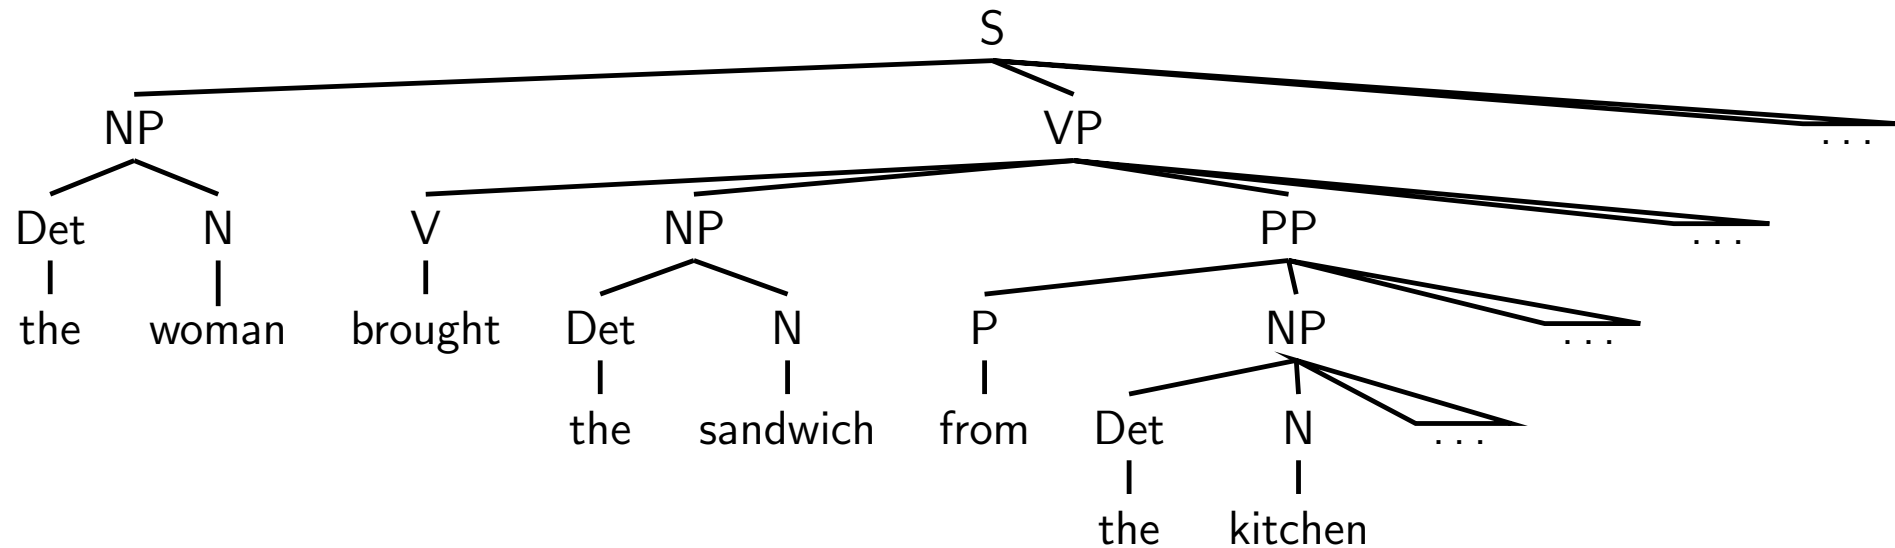 S
NP VP . . .
Det N V NP PP . . .
the woman brought Det N P NP . . .
the sandwich from Det N . . .
the kitchen